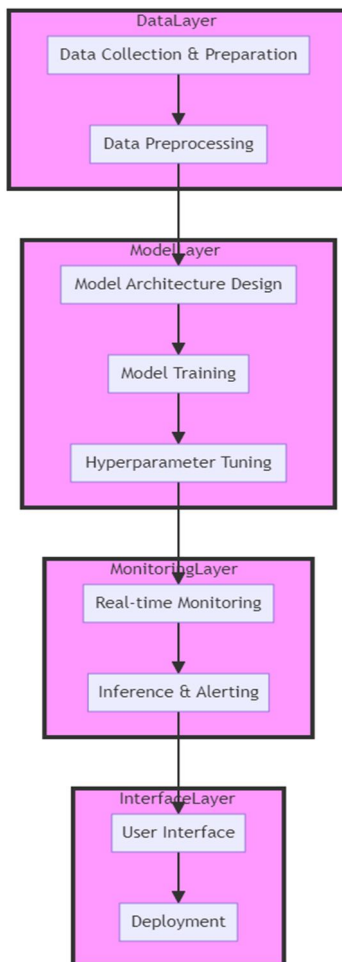 DataLayer
Data Collection & Preparation
Data Preprocessing
ModelLayer
Model Architecture Design
Model Training
Hyperparameter Tuning
MonitoringLayer
Real-time Monitoring
Inference & Alerting
InterfaceLayer
User Interface
Deployment